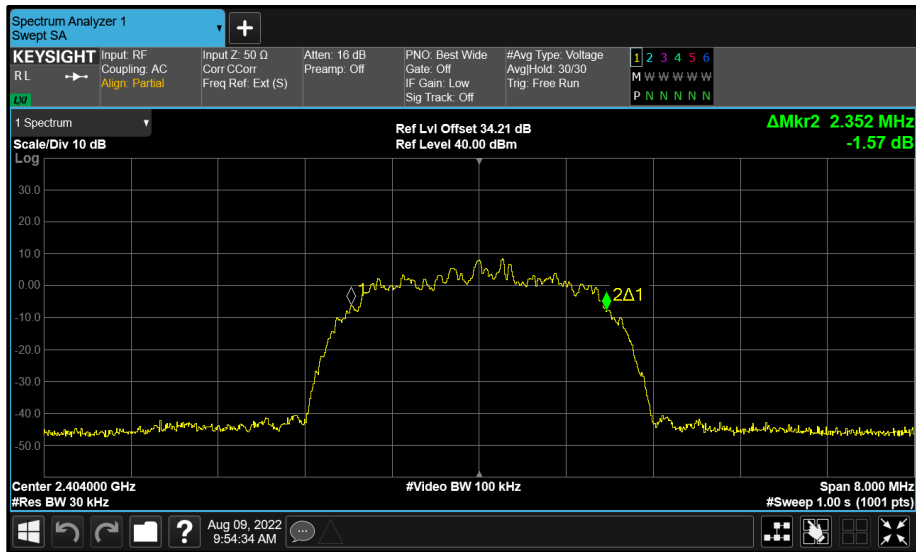 Spectrum Analyzer 1
Swept SA
KEYSIGHT
R L
LXI
Input: RF
Coupling: AC
Align: Partial
Input Z: 50 Ω
Corr CCorr
Freq Ref: Ext (S)
Atten: 16 dB
Preamp: Off
PNO: Best Wide
Gate: Off
IF Gain: Low
Sig Track: Off
#Avg Type: Voltage
Avg|Hold: 30/30
Trig: Free Run
1 2 3 4 5 6
M W W W W W
P N N N N N
1 Spectrum
Scale/Div 10 dB
Ref Lvl Offset 34.21 dB
Ref Level 40.00 dBm
ΔMkr2 2.352 MHz
-1.57 dB
Log
30.0
20.0
10.0
0.00
-10.0
-20.0
-30.0
-40.0
-50.0
1
2Δ1
Center 2.404000 GHz
#Res BW 30 kHz
#Video BW 100 kHz
Span 8.000 MHz
#Sweep 1.00 s (1001 pts)
?
Aug 09, 2022
9:54:34 AM